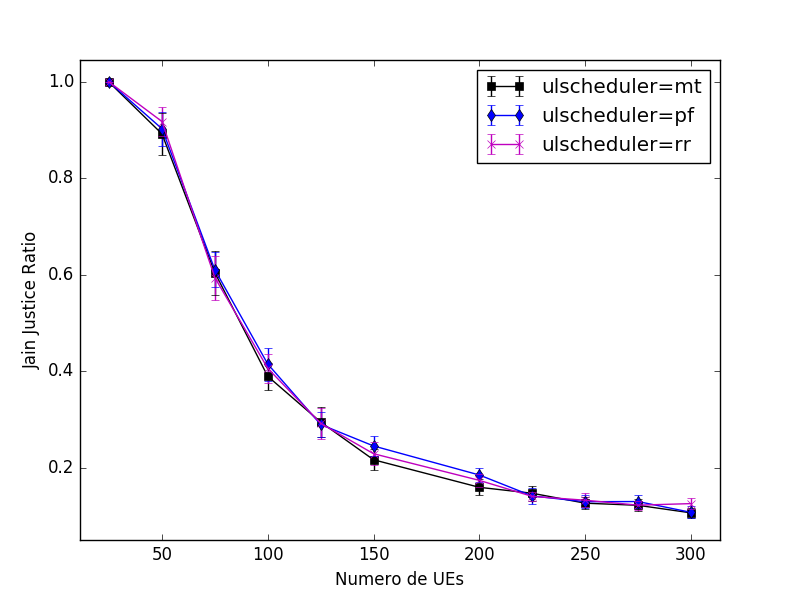 ulscheduler=mt
ulscheduler=pf
ulscheduler=rr
1.0
0.8
0.6
0.4
0.2
Jain Justice Ratio
50 100 150 200 250 300
Numero de UEs